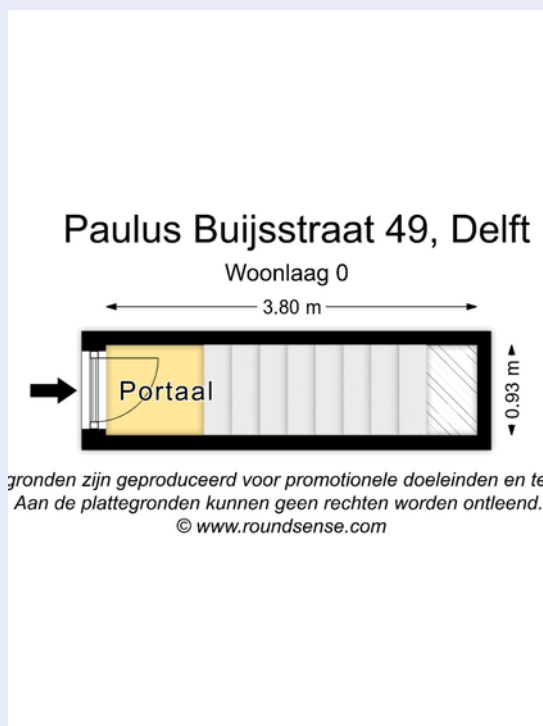 Paulus Buijsstraat 49, Delft
Woonlaag 0
3.80 m
Portaal
0.93 m
gronden zijn geproduceerd voor promotionele doeleinden en te
Aan de plattegronden kunnen geen rechten worden ontleend.
© www.roundsense.com